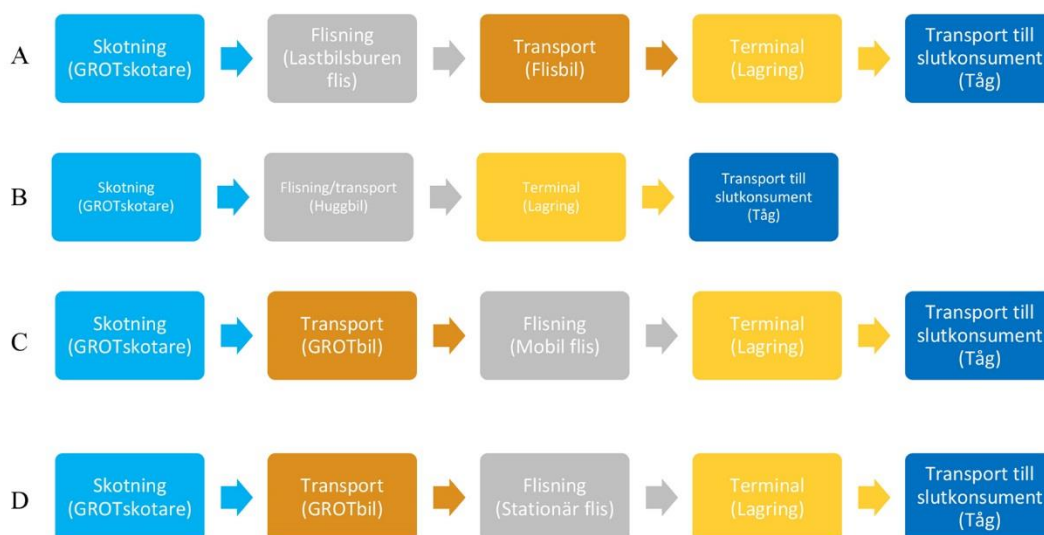 A
Skotning
(GROTskotare)
Flisning
(Lastbilsburen
flis)
Transport
(Flisbil)
Terminal
(Lagring)
Transport till
slutkonsument
(Tåg)
B
Skotning
(GROTskotare)
Flisning/transport
(Huggbil)
Terminal
(Lagring)
Transport till
slutkonsument
(Tåg)
C
Skotning
(GROTskotare)
Transport
(GROTbil)
Flisning
(Mobil flis)
Terminal
(Lagring)
Transport till
slutkonsument
(Tåg)
D
Skotning
(GROTskotare)
Transport
(GROTbil)
Flisning
(Stationär flis)
Terminal
(Lagring)
Transport till
slutkonsument
(Tåg)